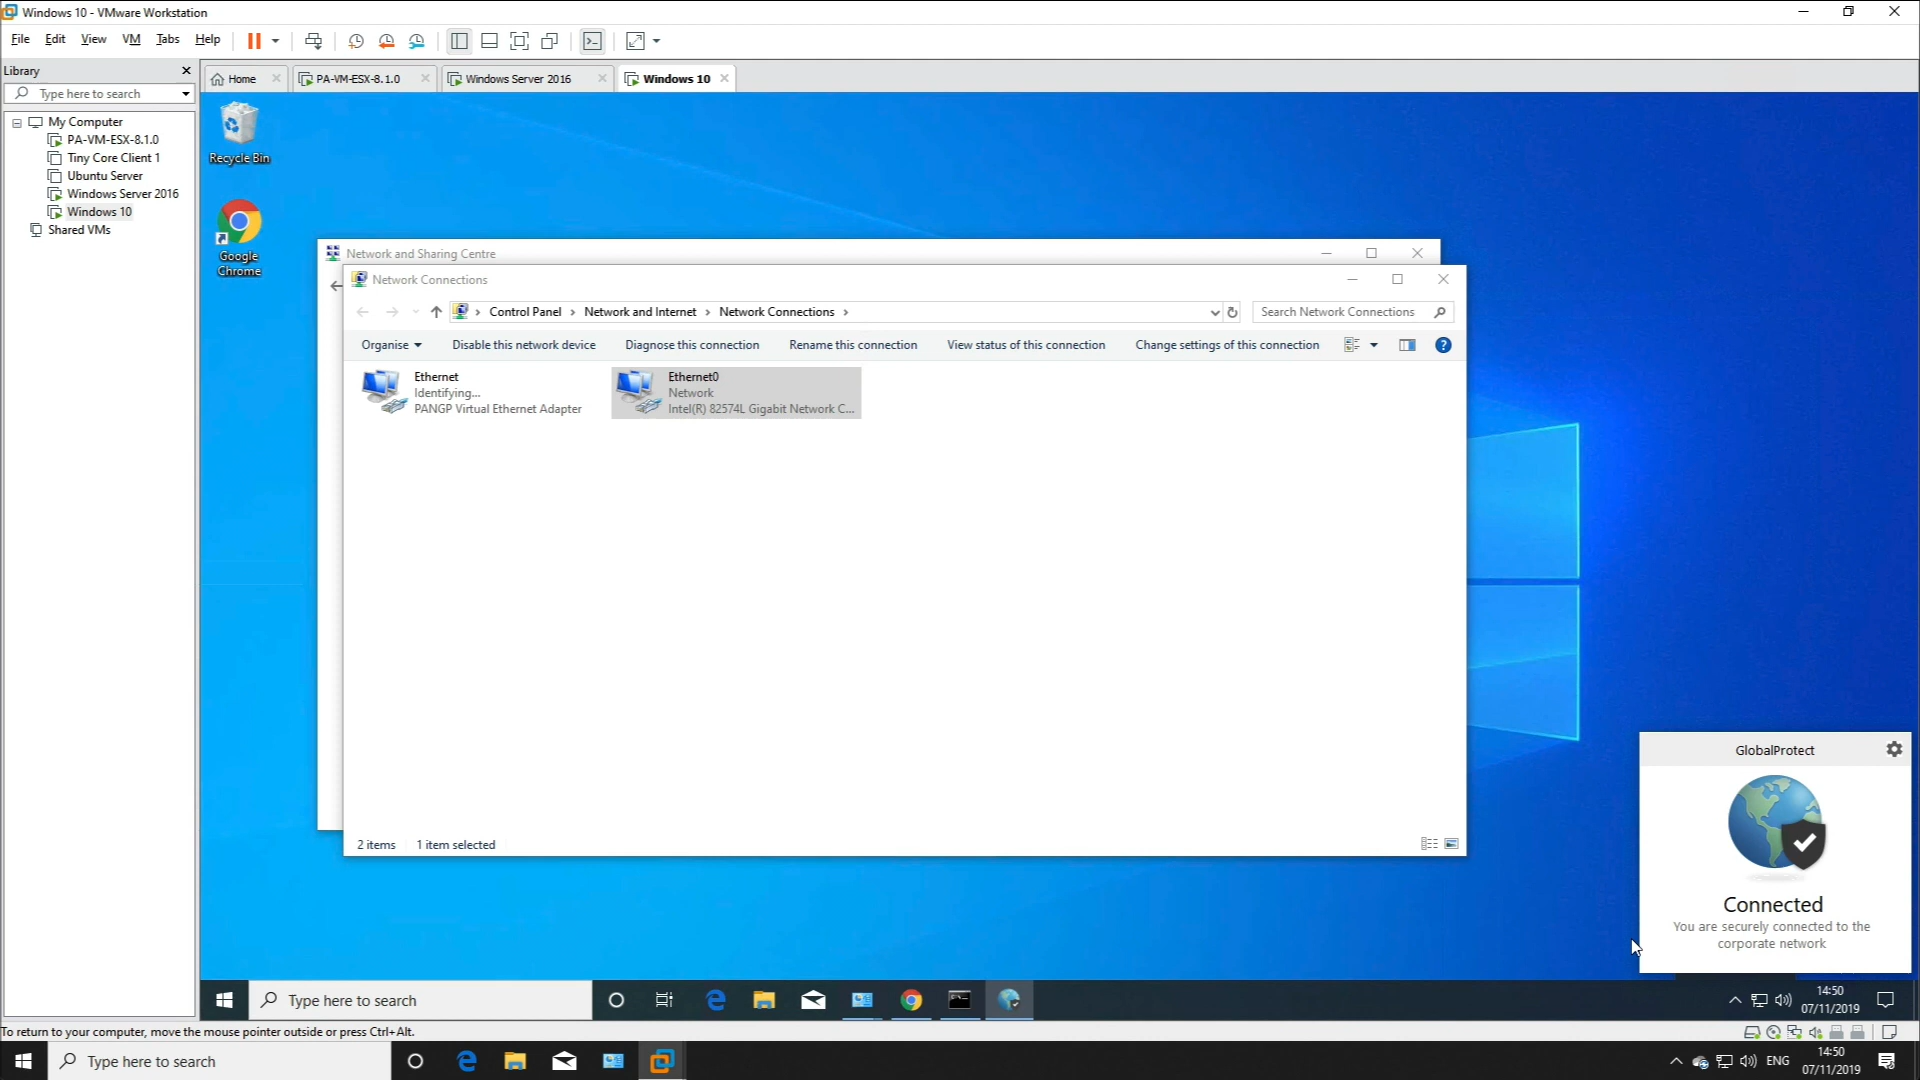 Windows 10 - VMware Workstation
File Edit View VM Tabs Help
Library
Home PA-VM-ESX-8.1.0 Windows Server 2016 Windows 10
Type here to search
My Computer
PA-VM-ESX-8.1.0
Tiny Core Client 1
Ubuntu Server
Windows Server 2016
Windows 10
Shared VMs
Recycle Bin
Google
Chrome
Network and Sharing Centre
Network Connections
Control Panel > Network and Internet > Network Connections >
Search Network Connections
Organise Disable this network device Diagnose this connection Rename this connection View status of this connection Change settings of this connection
Ethernet
Identifying...
PANGP Virtual Ethernet Adapter
Ethernet0
Network
Intel(R) 82574L Gigabit Network C...
2 items 1 item selected
GlobalProtect
Connected
You are securely connected to the
corporate network
Type here to search
14:50
07/11/2019
To return to your computer, move the mouse pointer outside or press Ctrl+Alt.
Type here to search
ENG
14:50
07/11/2019